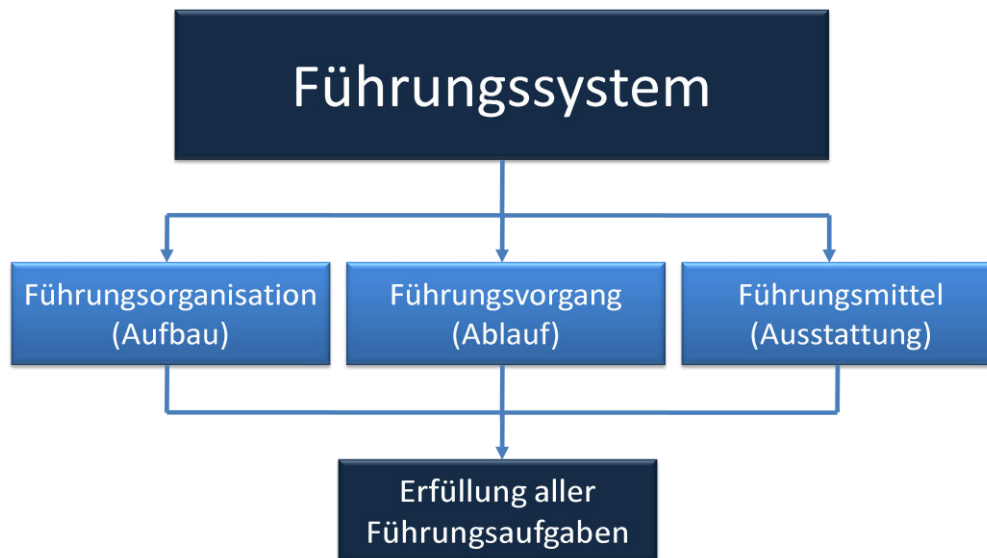 Führungssystem
Führungsorganisation
(Aufbau)
Führungsvorgang
(Ablauf)
Führungsmittel
(Ausstattung)
Erfüllung aller
Führungsaufgaben